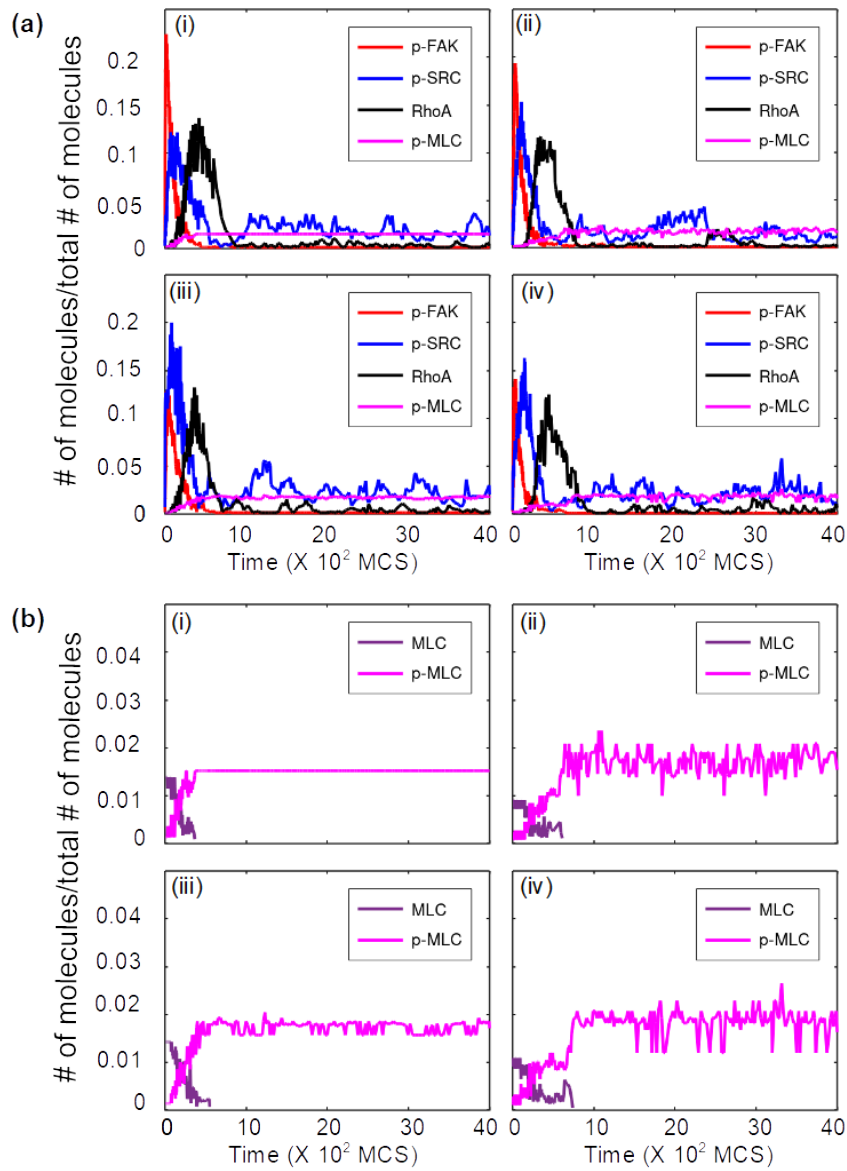 (a)
# of molecules/total # of molecules
(i)
0.2
0.15
0.1
0.05
0
p-FAK
p-SRC
RhoA
p-MLC
(ii)
p-FAK
p-SRC
RhoA
p-MLC
(iii)
0.2
0.15
0.1
0.05
0
p-FAK
p-SRC
RhoA
p-MLC
0 10 20 30 40
Time (X 10² MCS)
(iv)
p-FAK
p-SRC
RhoA
p-MLC
0 10 20 30 40
Time (X 10² MCS)
(b)
# of molecules/total # of molecules
(i)
0.04
0.03
0.02
0.01
0
MLC
p-MLC
(ii)
MLC
p-MLC
(iii)
0.04
0.03
0.02
0.01
0
MLC
p-MLC
0 10 20 30 40
Time (X 10² MCS)
(iv)
MLC
p-MLC
0 10 20 30 40
Time (X 10² MCS)